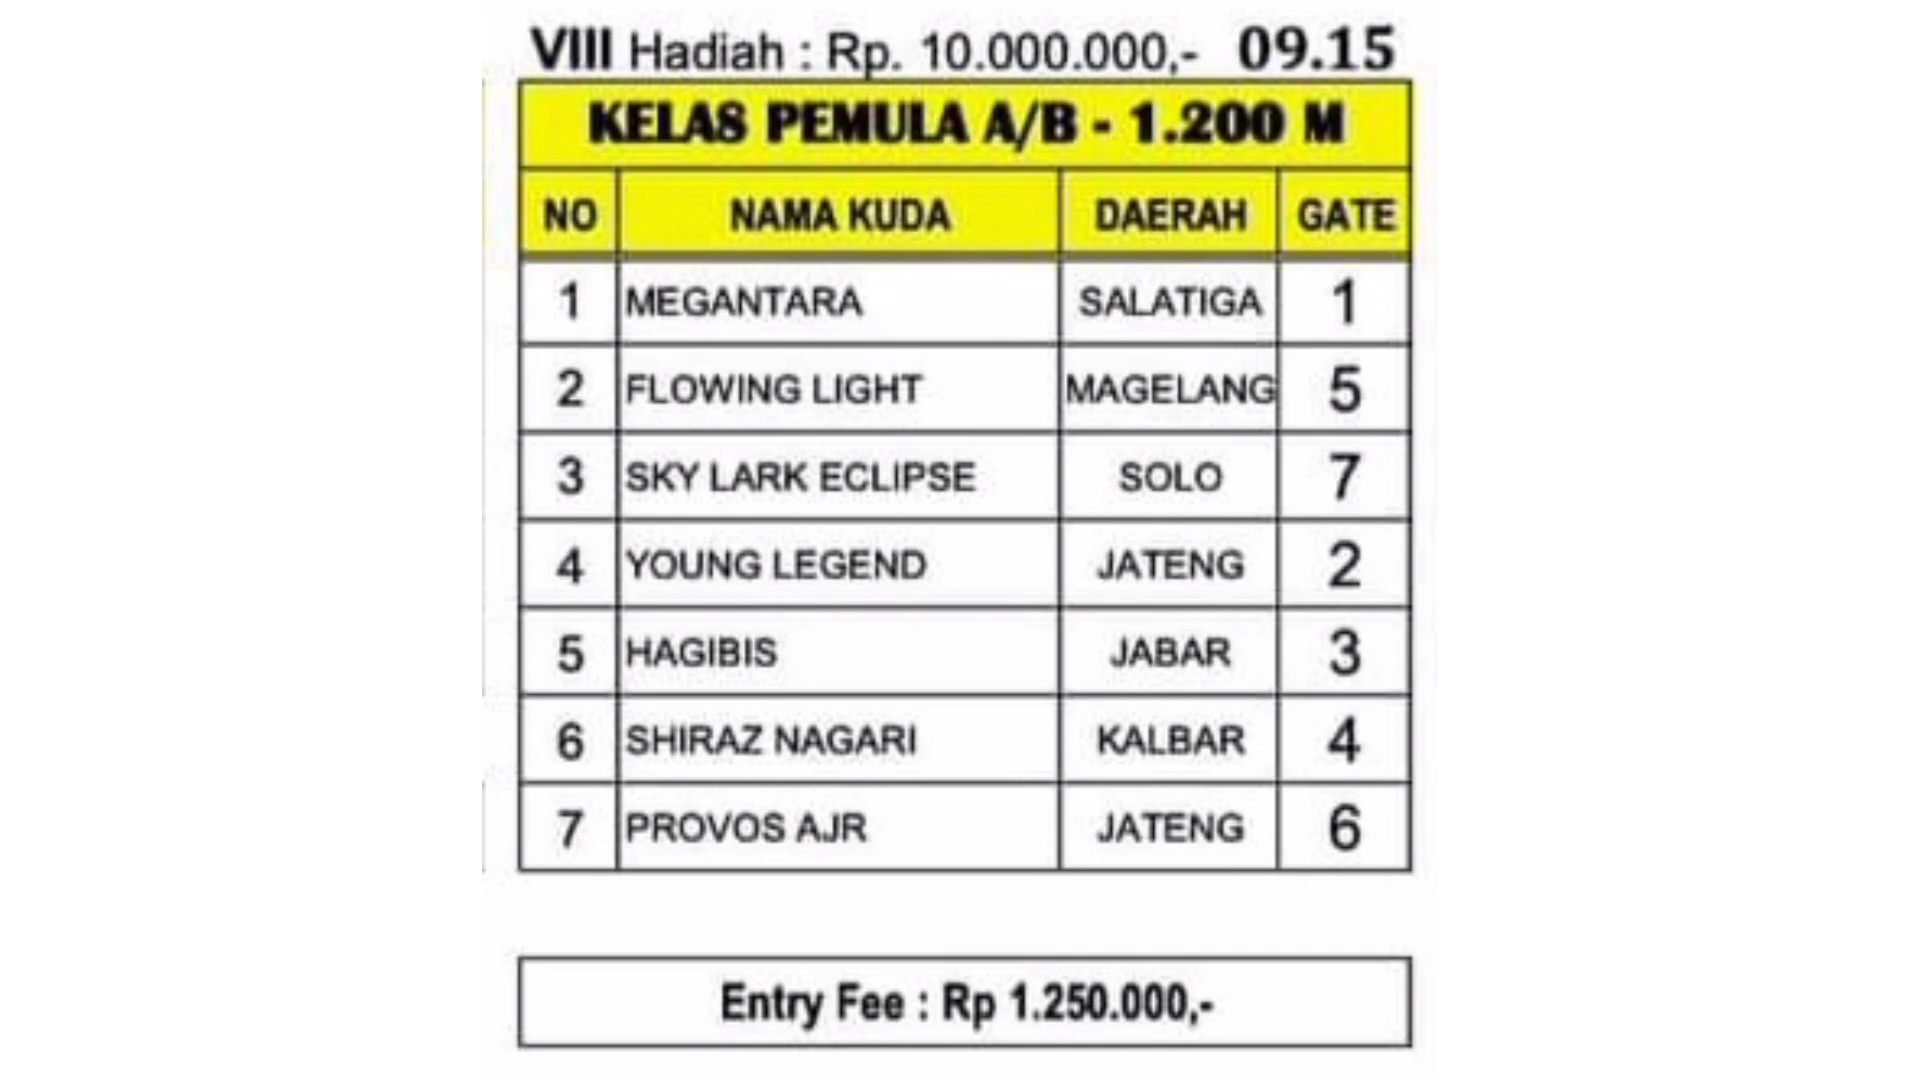 VIII Hadiah : Rp. 10.000.000,- 09.15
KELAS PEMULA A/B - 1.200 M
NO NAMA KUDA DAERAH GATE
1 MEGANTARA SALATIGA 1
2 FLOWING LIGHT MAGELANG 5
3 SKY LARK ECLIPSE SOLO 7
4 YOUNG LEGEND JATENG 2
5 HAGIBIS JABAR 3
6 SHIRAZ NAGARI KALBAR 4
7 PROVOS AJR JATENG 6
Entry Fee : Rp 1.250.000,-